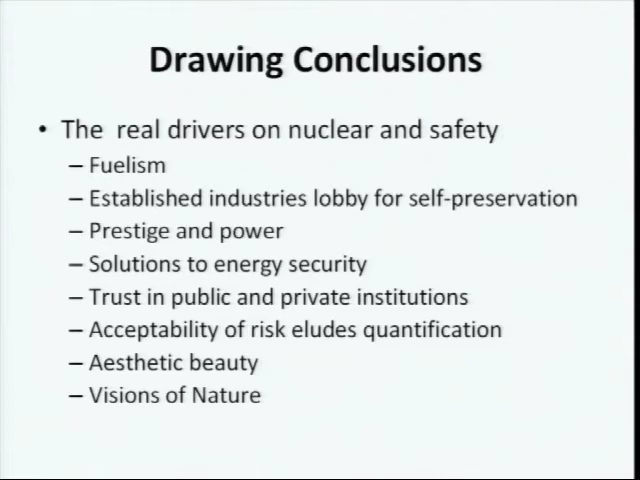 Drawing Conclusions
• The real drivers on nuclear and safety
– Fuelism
– Established industries lobby for self-preservation
– Prestige and power
– Solutions to energy security
– Trust in public and private institutions
– Acceptability of risk eludes quantification
– Aesthetic beauty
– Visions of Nature